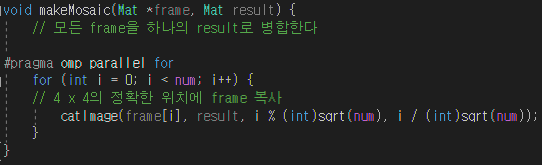 void makeMosaic(Mat *frame, Mat result) {
// 모든 frame을 하나의 result로 병합한다
#pragma omp parallel for
for (int i = 0; i < num; i++) {
// 4 x 4의 정확한 위치에 frame 복사
catImage(frame[i], result, i % (int)sqrt(num), i / (int)sqrt(num));
}
}